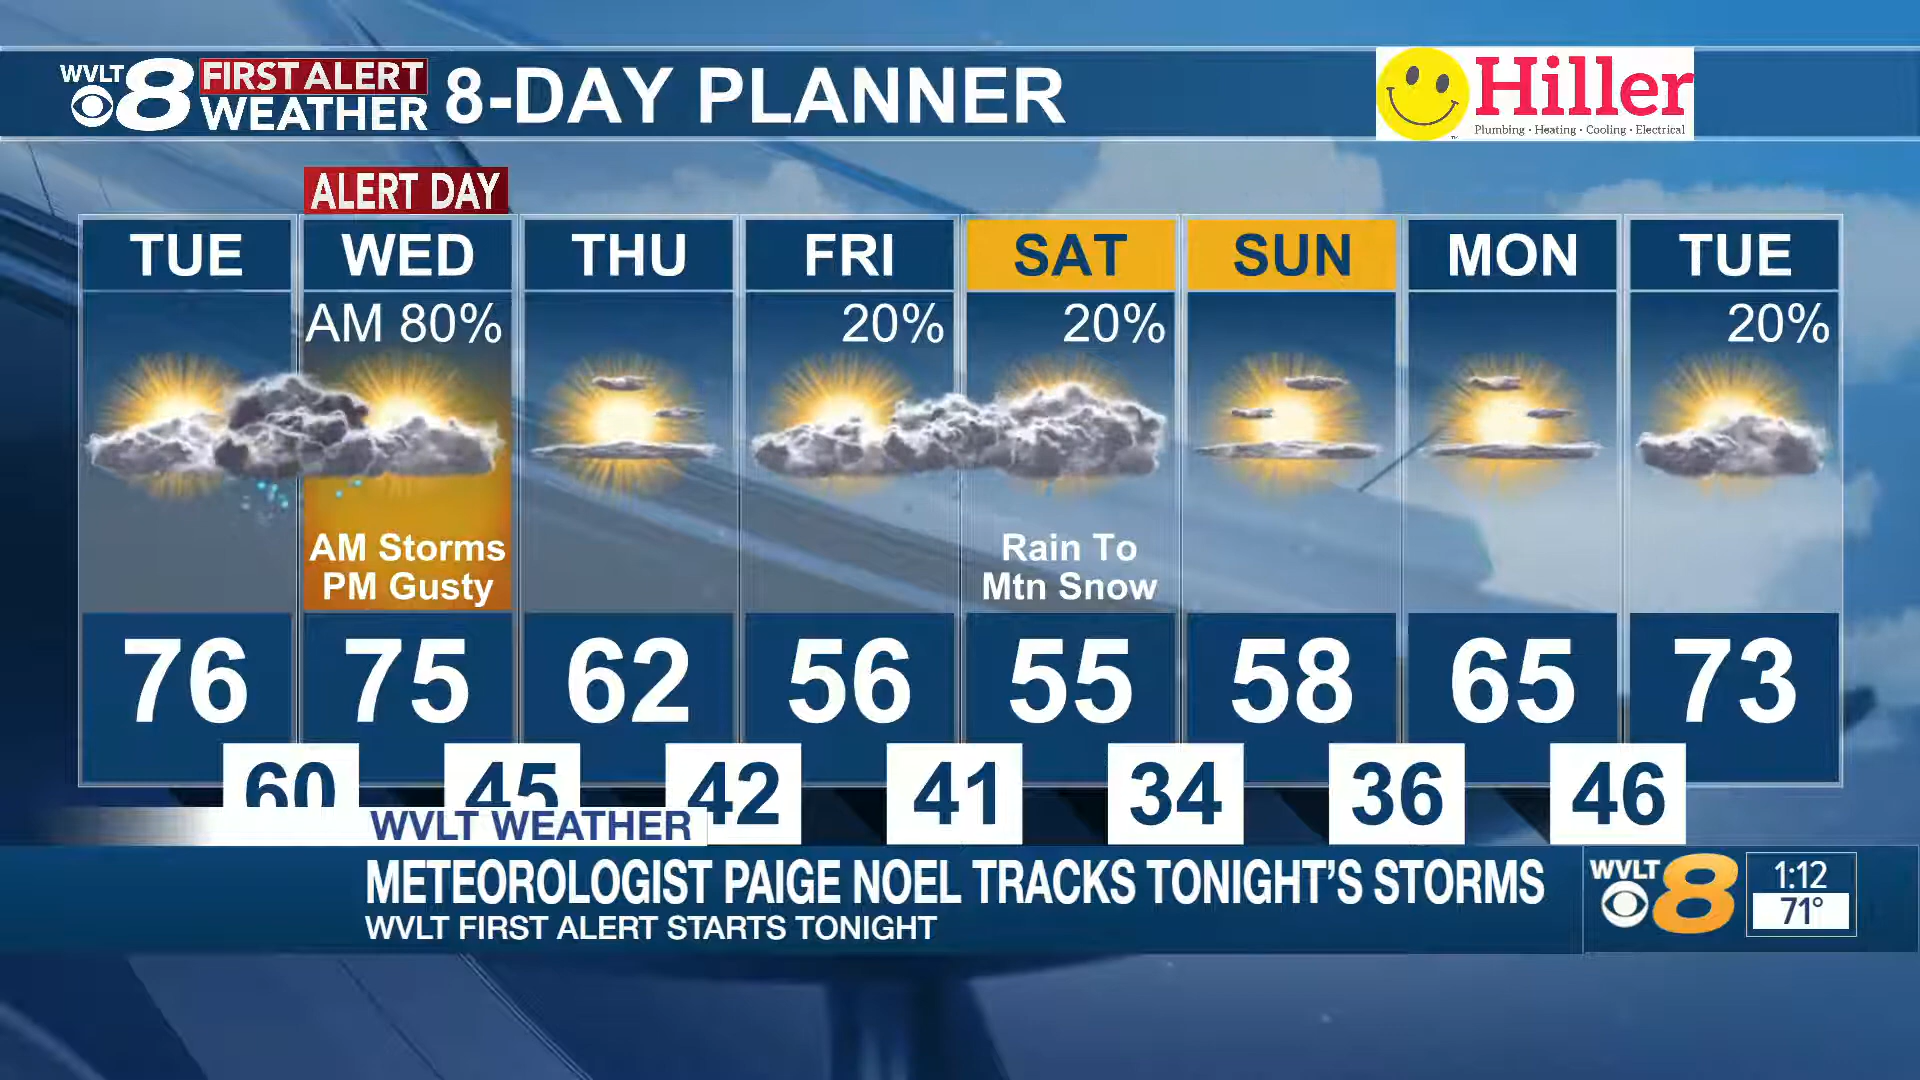 WVLT 8 FIRST ALERT WEATHER 8-DAY PLANNER
Hiller
Plumbing · Heating · Cooling · Electrical
ALERT DAY
TUE WED THU FRI SAT SUN MON TUE
AM 80% 20% 20% 20%
AM Storms
PM Gusty
Rain To
Mtn Snow
76 75 62 56 55 58 65 73
60 45 42 41 34 36 46
WVLT WEATHER
METEOROLOGIST PAIGE NOEL TRACKS TONIGHT'S STORMS
WVLT FIRST ALERT STARTS TONIGHT
WVLT 8
1:12
71°